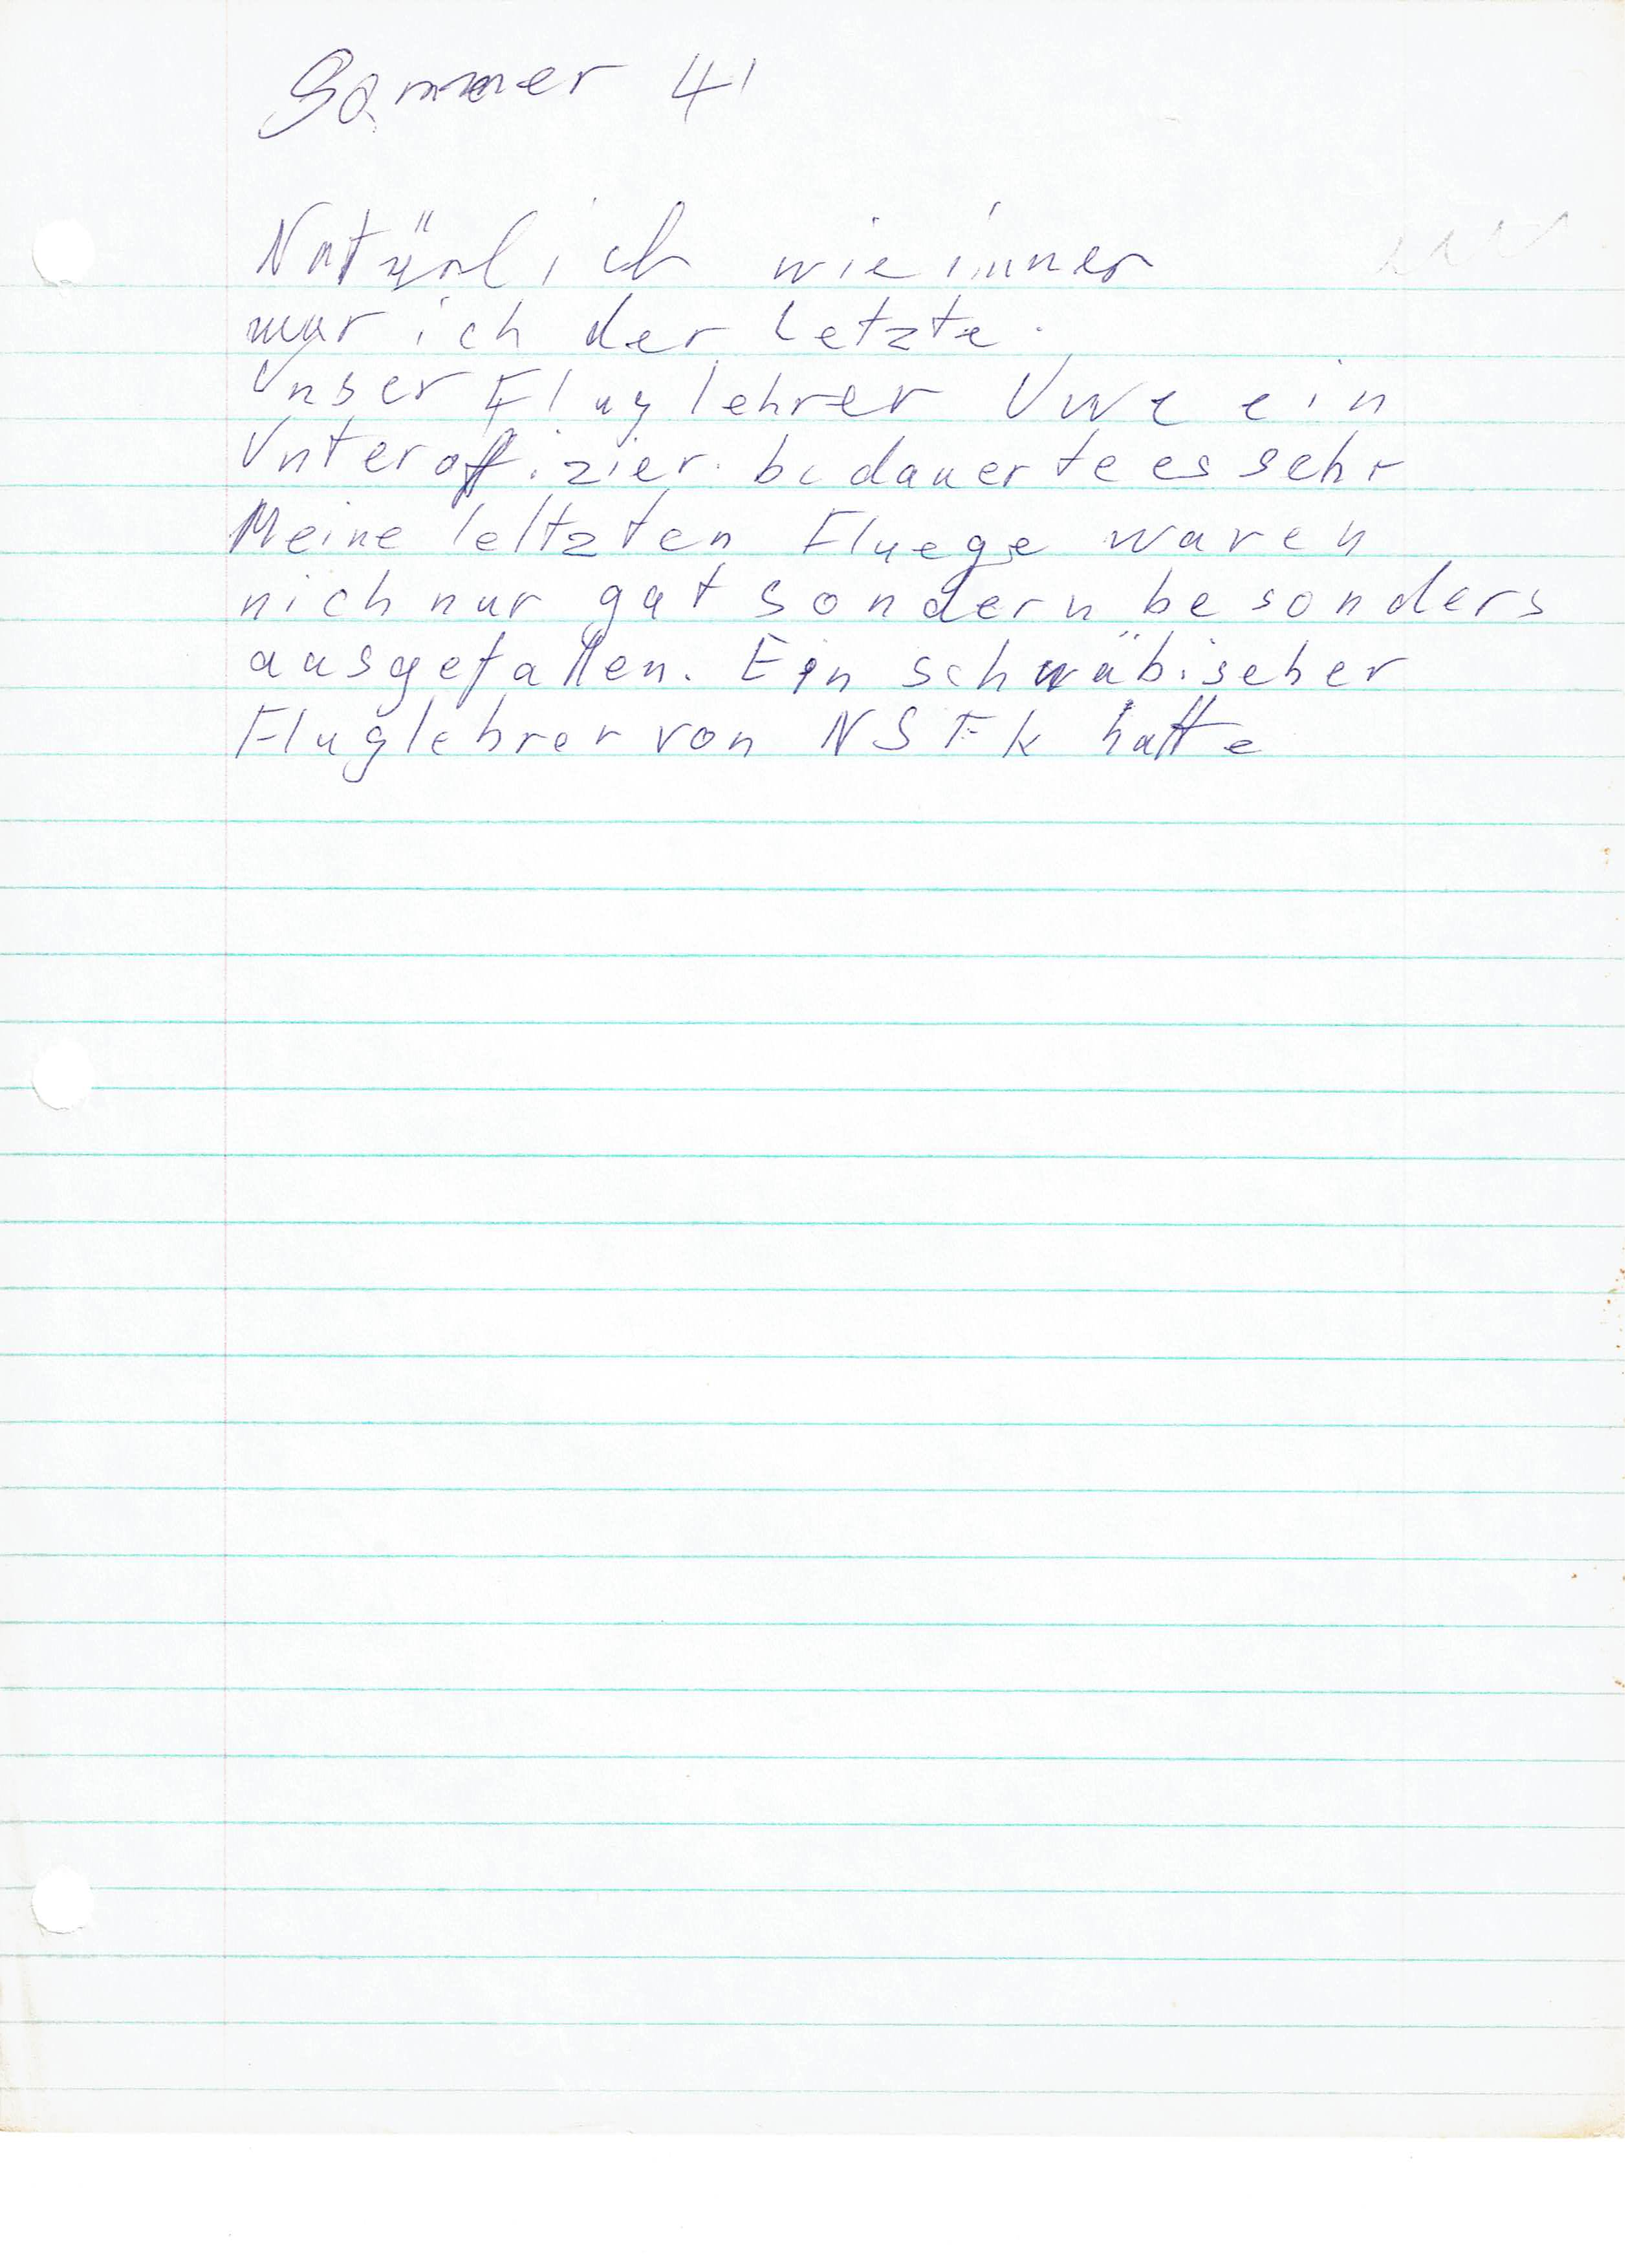 Sommer 41
Natürlich wie immer
war ich der Letzte.
Unser Fluglehrer Uwe ein
Unteroffizier bedauerte es sehr
Meine leltzten Fluege waren
nich nur gut sondern besonders
ausgefallen. Ein schwäbischer
Fluglehrer von NSFK hatte